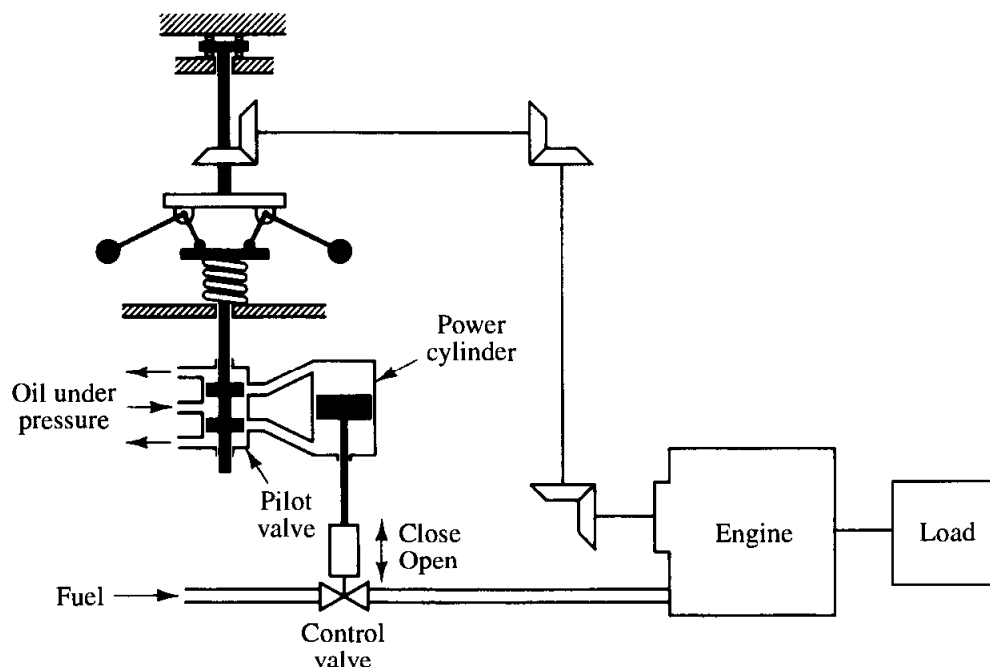 Power
cylinder
Oil under
pressure
Pilot
valve
Close
Open
Engine
Load
Fuel
Control
valve